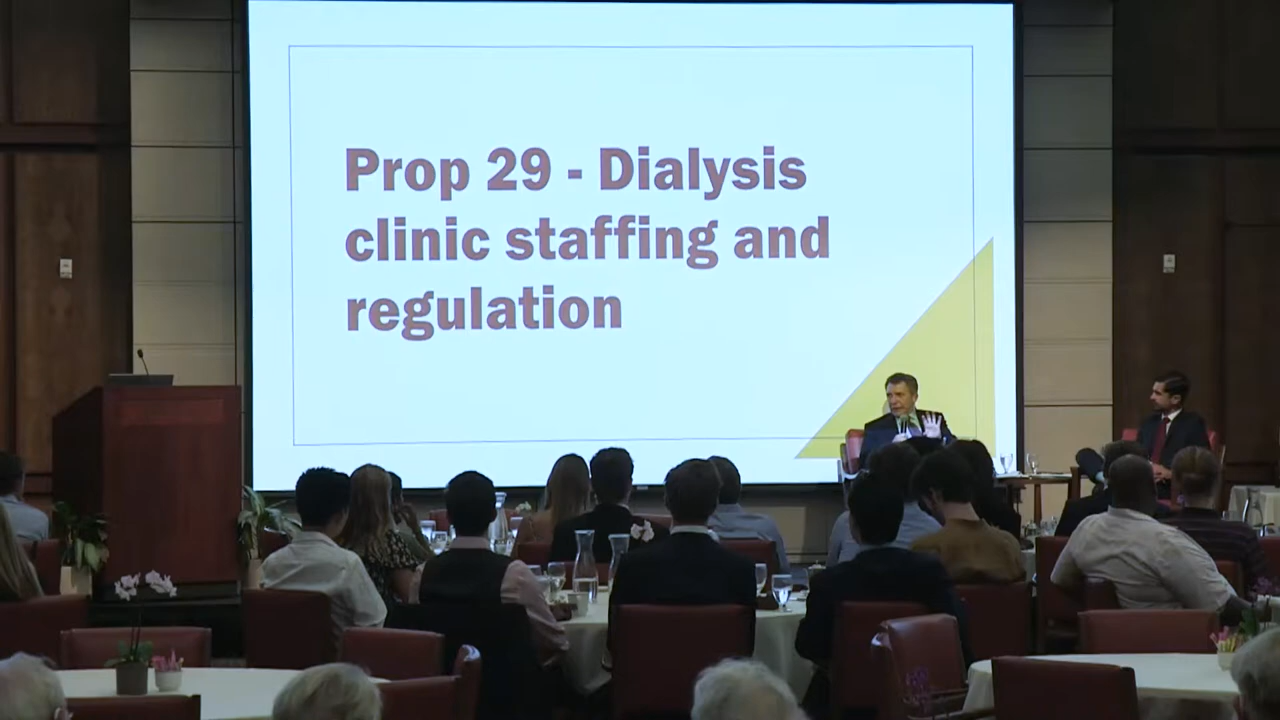 Prop 29 - Dialysis
clinic staffing and
regulation